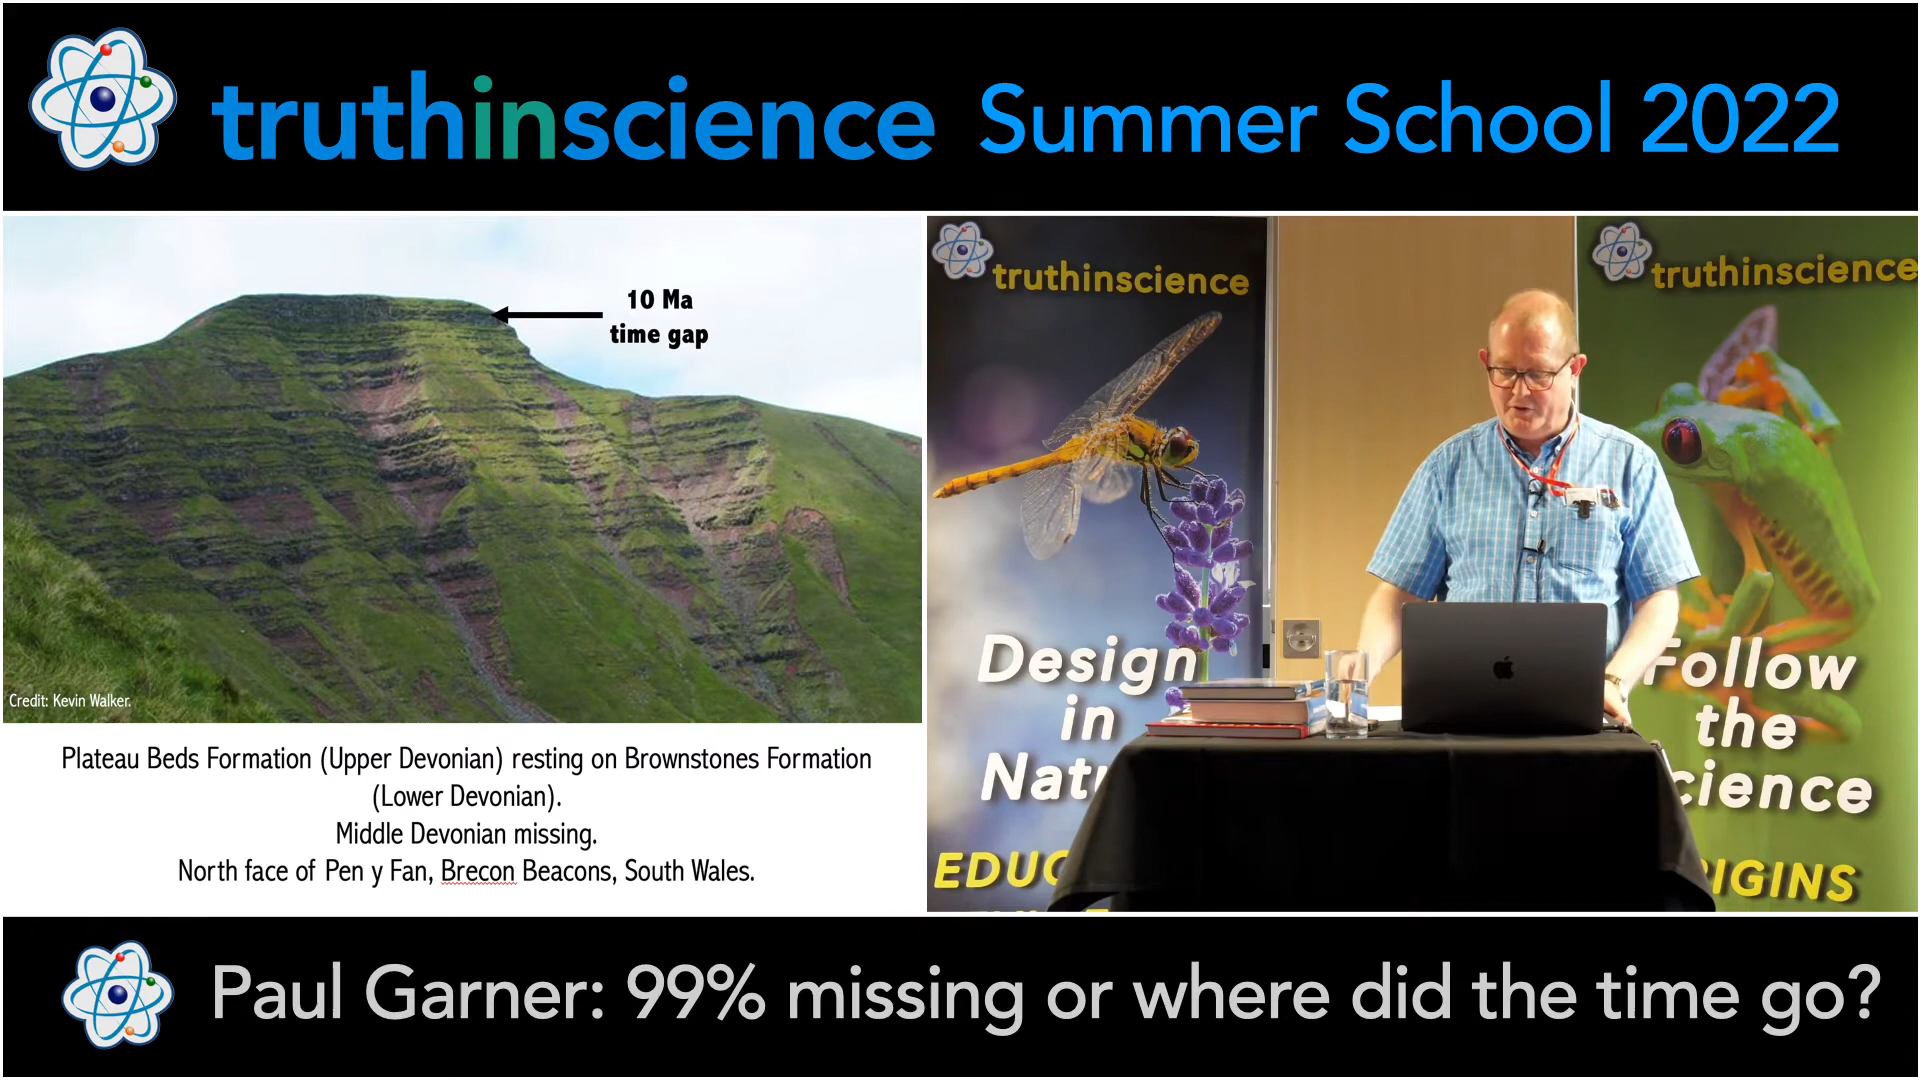 truthinscience Summer School 2022
10 Ma
time gap
Credit: Kevin Walker.
Plateau Beds Formation (Upper Devonian) resting on Brownstones Formation
(Lower Devonian).
Middle Devonian missing.
North face of Pen y Fan, Brecon Beacons, South Wales.
truthinscience
Design
in
Natu
EDUC
truthinscience
Follow
the
cience
IGINS
Paul Garner: 99% missing or where did the time go?